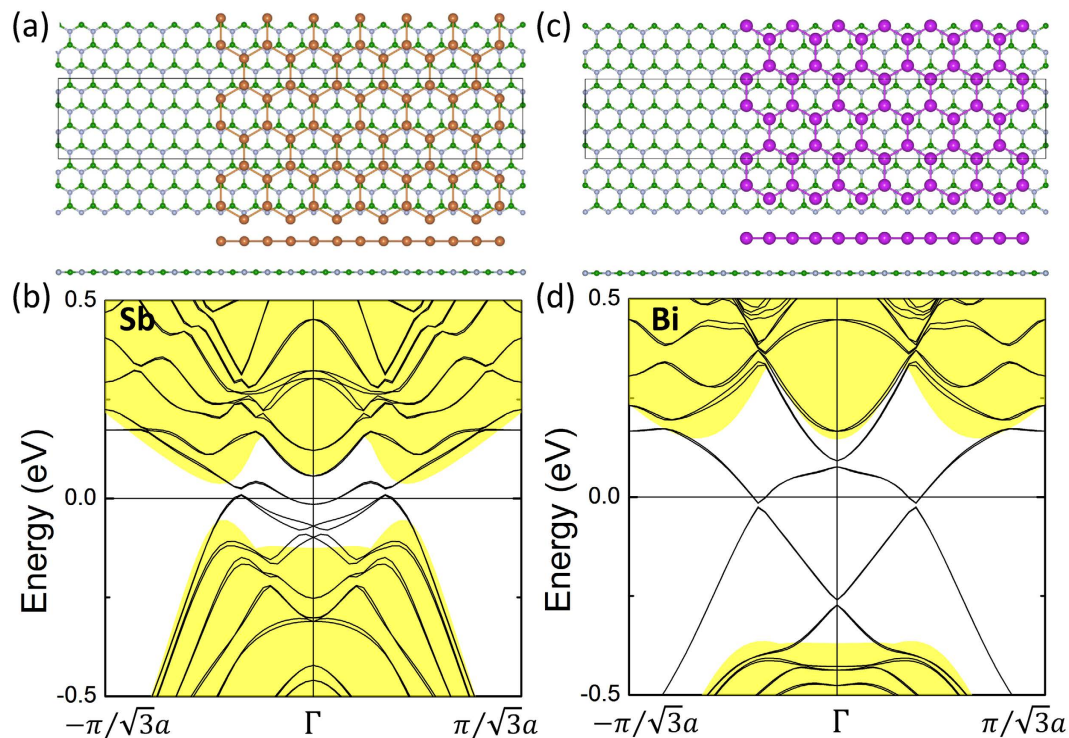 (a)
(c)
(b)
(d)
0.5
Sb
0.0
-0.5
Energy (eV)
−π/√3a
Γ
π/√3a
0.5
Bi
0.0
-0.5
Energy (eV)
−π/√3a
Γ
π/√3a